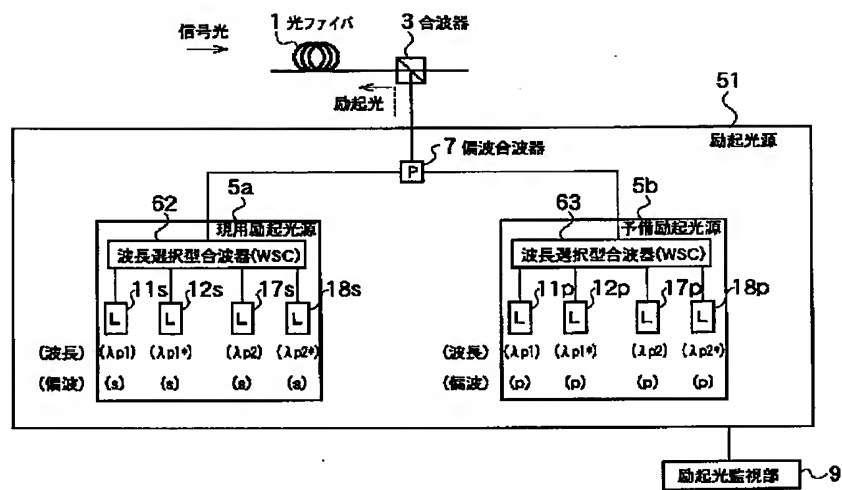 1 光ファイバ
3 合波器
信号光
励起光
51
励起光源
7 偏波合波器
P
62
5a
現用励起光源
波長選択型合波器(WSC)
11s
12s
17s
18s
L
L
L
L
(波長) (λp1) (λp1*) (λp2) (λp2*)
(偏波) (s) (s) (s) (s)
63
5b
予備励起光源
波長選択型合波器(WSC)
11p
12p
17p
18p
L
L
L
L
(波長) (λp1) (λp1*) (λp2) (λp2*)
(偏波) (p) (p) (p) (p)
励起光監視部
9